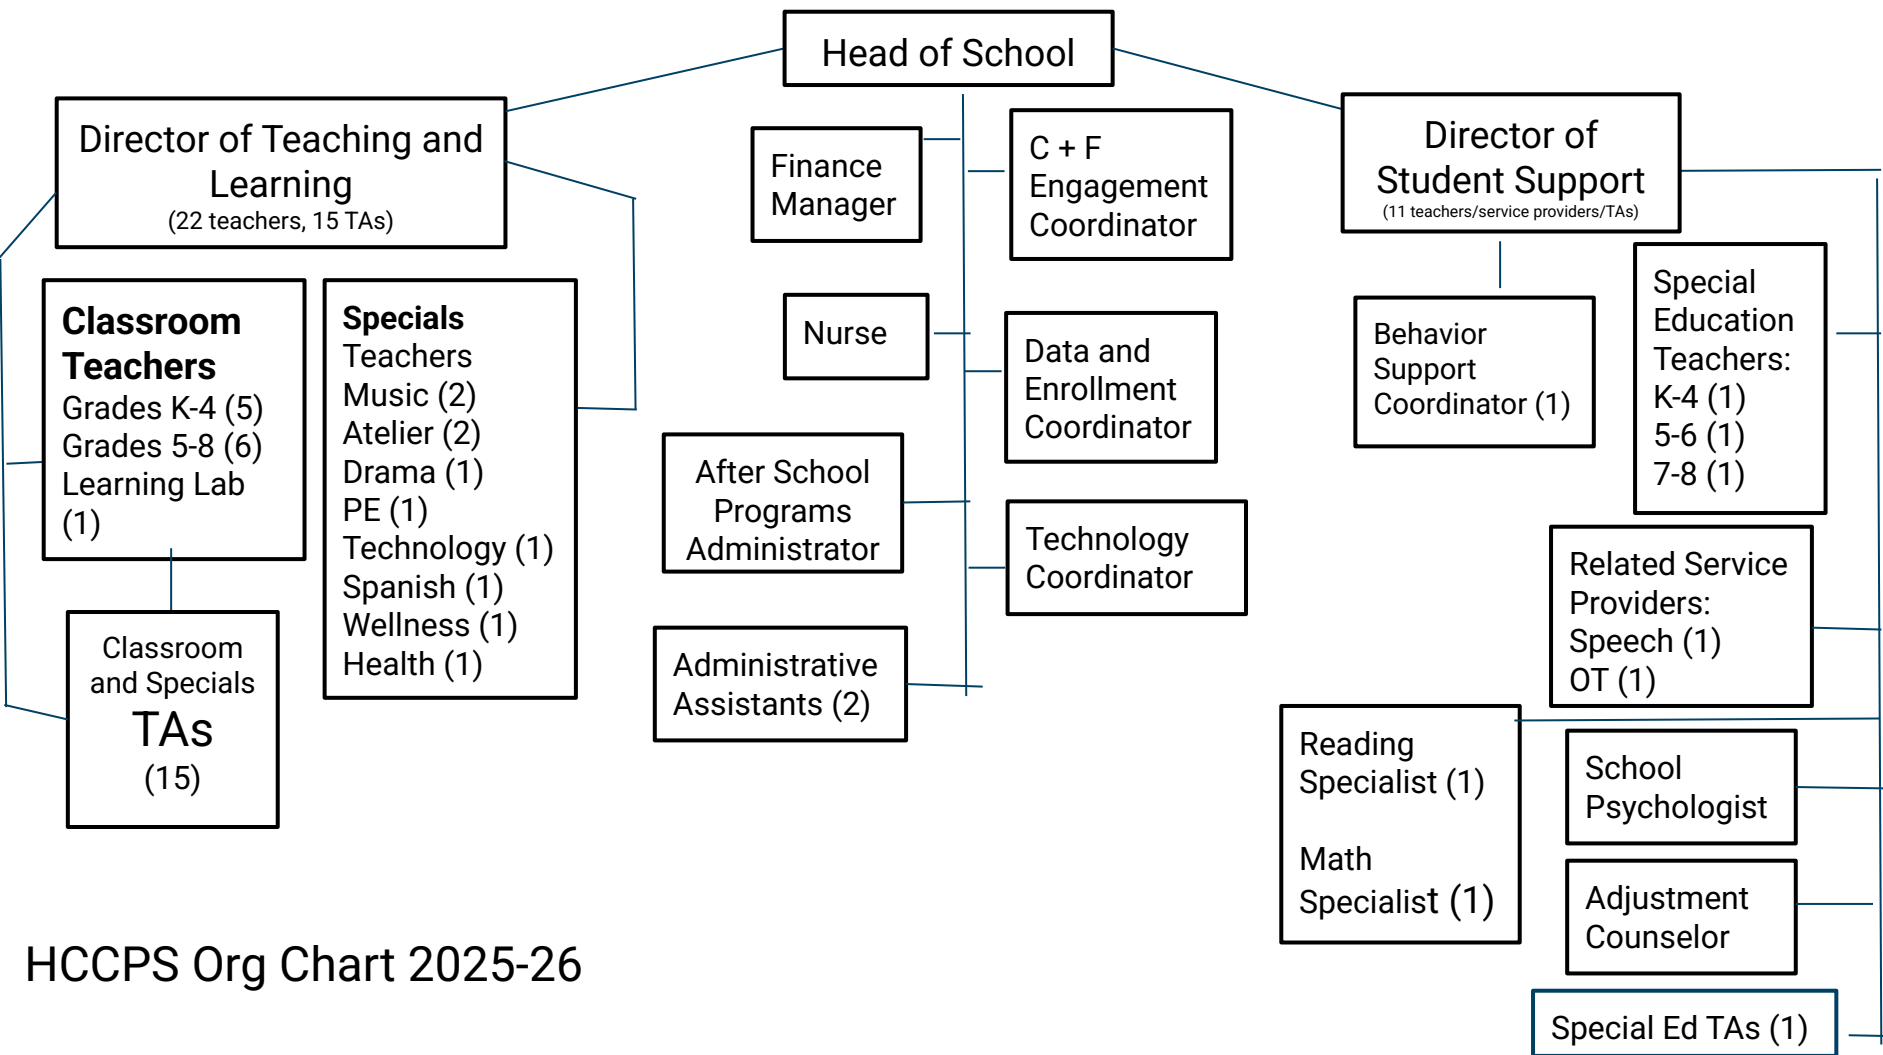 Head of School
Director of Teaching and
Learning
(22 teachers, 15 TAs)
Classroom
Teachers
Grades K-4 (5)
Grades 5-8 (6)
Learning Lab
(1)
Classroom
and Specials
TAs
(15)
Specials
Teachers
Music (2)
Atelier (2)
Drama (1)
PE (1)
Technology (1)
Spanish (1)
Wellness (1)
Health (1)
Finance
Manager
C + F
Engagement
Coordinator
Nurse
Data and
Enrollment
Coordinator
After School
Programs
Administrator
Technology
Coordinator
Administrative
Assistants (2)
Director of
Student Support
(11 teachers/service providers/TAs)
Behavior
Support
Coordinator (1)
Special
Education
Teachers:
K-4 (1)
5-6 (1)
7-8 (1)
Related Service
Providers:
Speech (1)
OT (1)
Reading
Specialist (1)
Math
Specialist (1)
School
Psychologist
Adjustment
Counselor
Special Ed TAs (1)
HCCPS Org Chart 2025-26